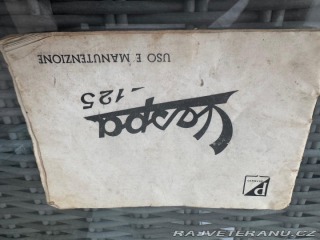 Vespa
125
USO E MANUTENZIONE
P
RAJVETERANU.CZ